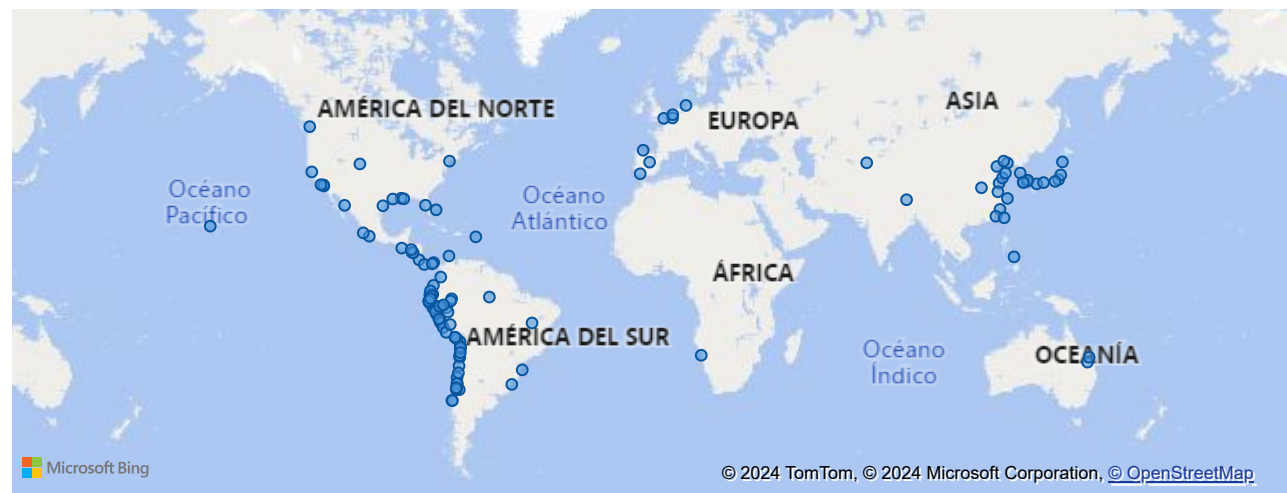 AMÉRICA DEL NORTE
EUROPA
ASIA
Océano
Pacífico
Océano
Atlántico
ÁFRICA
AMÉRICA DEL SUR
Océano
Índico
OCEANÍA
Microsoft Bing
© 2024 TomTom, © 2024 Microsoft Corporation, © OpenStreetMap